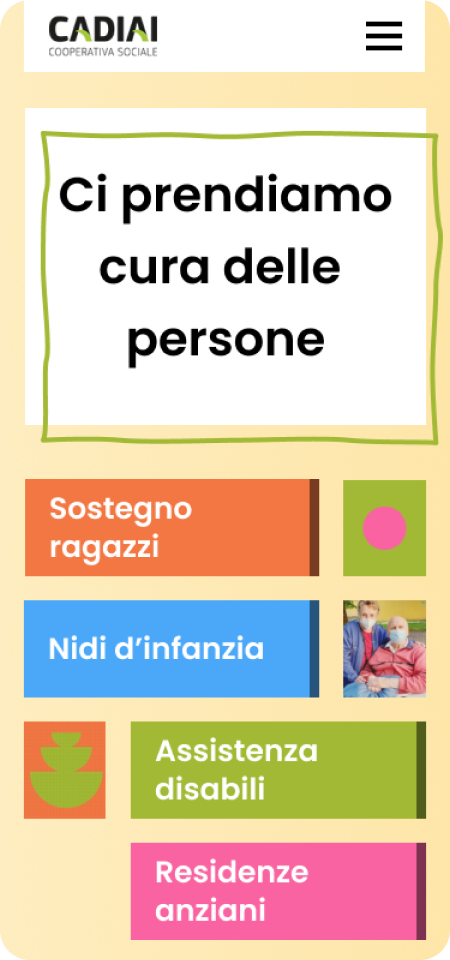 CADIAI
COOPERATIVA SOCIALE
Ci prendiamo
cura delle
persone
Sostegno
ragazzi
Nidi d’infanzia
Assistenza
disabili
Residenze
anziani